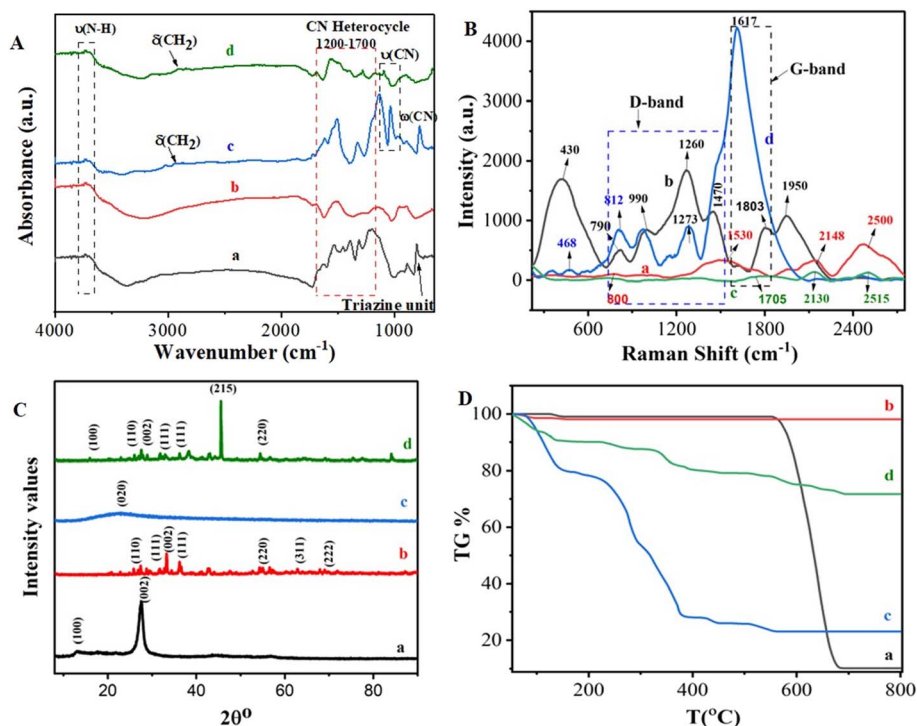 A
υ(N-H)
δ(CH2)
d
CN Heterocycle
1200-1700
υ(CN)
ω(CN)
δ(CH2)
c
b
a
Triazine unit
Absorbance (a.u.)
4000 3000 2000 1000
Wavenumber (cm-1)
B
1617
G-band
D-band
d
430
1260
b
990
812
1470
1803
1950
790
1273
1530
2148
2500
468
a
800
c
1705
2130
2515
Intensity (a.u.)
4000
3000
2000
1000
0
600 1200 1800 2400
Raman Shift (cm-1)
C
(215)
(100)
(110)
(002)
(111)
(111)
(220)
d
(020)
c
(110)
(111)
(002)
(111)
(220)
(311)
(222)
b
(100)
(002)
a
Intensity values
20 40 60 80
2θo
D
b
d
c
a
TG %
100
80
60
40
20
200 400 600 800
T(oC)